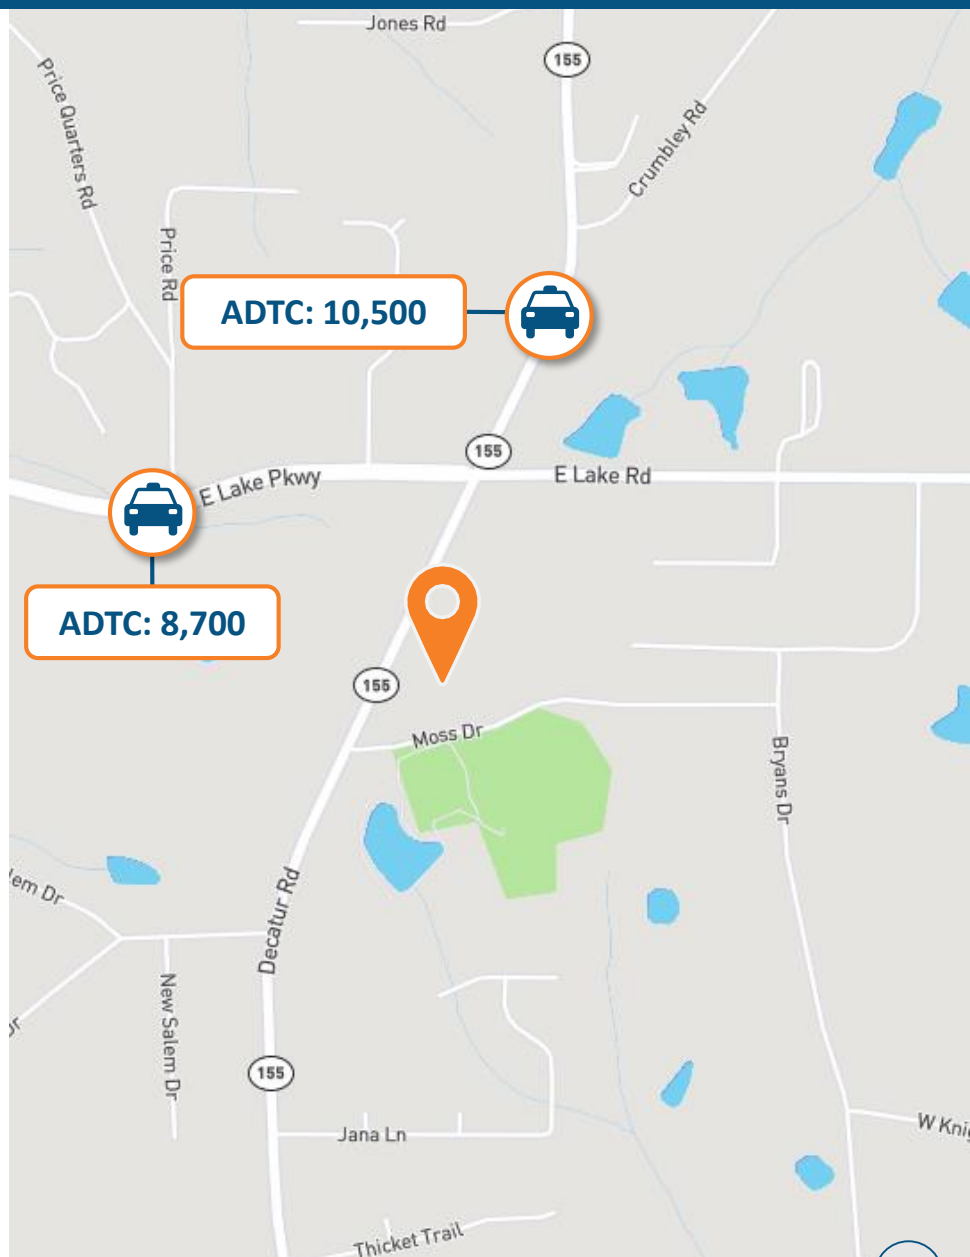 Jones Rd
155
Price Quarters Rd
Crumbley Rd
Price Rd
ADTC: 10,500
155
E Lake Pkwy
E Lake Rd
ADTC: 8,700
155
Moss Dr
Bryans Dr
Decatur Rd
New Salem Dr
155
Jana Ln
Thicket Trail